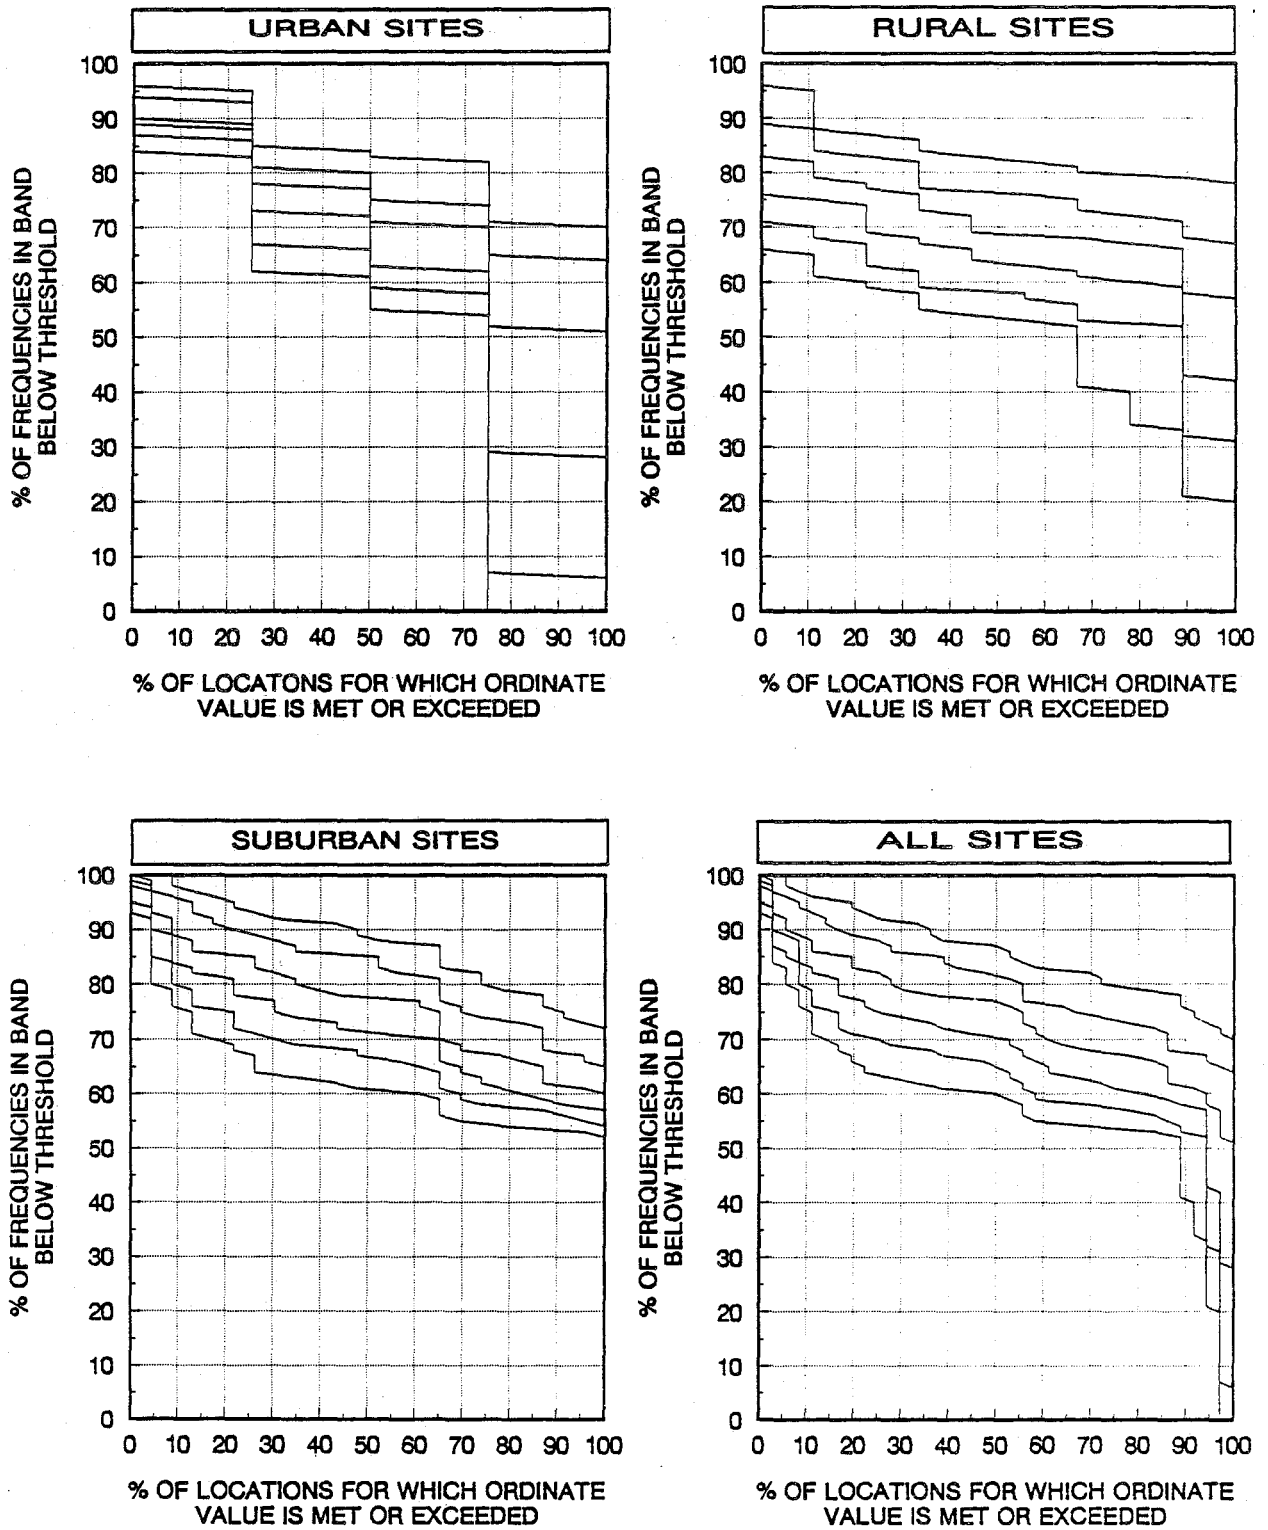 URBAN SITES
% OF FREQUENCIES IN BAND
BELOW THRESHOLD
100
90
80
70
60
50
40
30
20
10
0
0 10 20 30 40 50 60 70 80 90 100
% OF LOCATONS FOR WHICH ORDINATE
VALUE IS MET OR EXCEEDED
RURAL SITES
% OF FREQUENCIES IN BAND
BELOW THRESHOLD
100
90
80
70
60
50
40
30
20
10
0
0 10 20 30 40 50 60 70 80 90 100
% OF LOCATIONS FOR WHICH ORDINATE
VALUE IS MET OR EXCEEDED
SUBURBAN SITES
% OF FREQUENCIES IN BAND
BELOW THRESHOLD
100
90
80
70
60
50
40
30
20
10
0
0 10 20 30 40 50 60 70 80 90 100
% OF LOCATIONS FOR WHICH ORDINATE
VALUE IS MET OR EXCEEDED
ALL SITES
% OF FREQUENCIES IN BAND
BELOW THRESHOLD
100
90
80
70
60
50
40
30
20
10
0
0 10 20 30 40 50 60 70 80 90 100
% OF LOCATIONS FOR WHICH ORDINATE
VALUE IS MET OR EXCEEDED